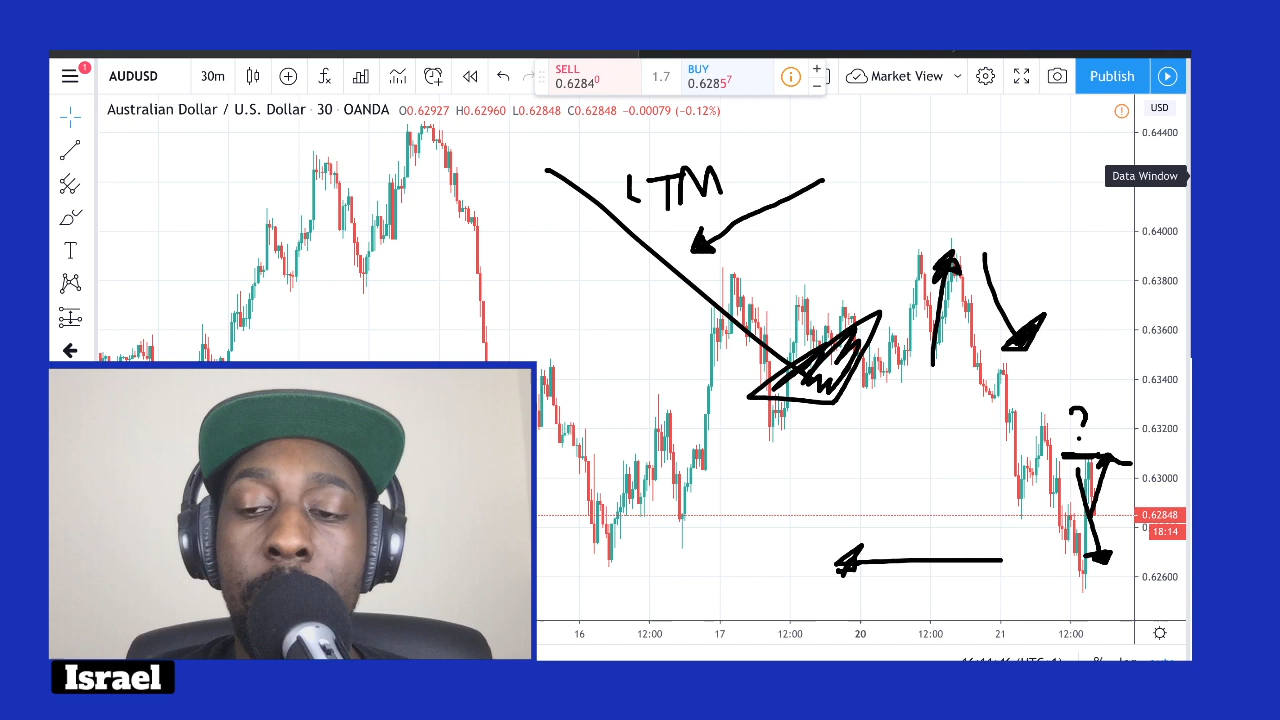 1
AUDUSD
30m
SELL
0.6284⁰
1.7
BUY
0.6285⁷
Market View
Publish
Australian Dollar / U.S. Dollar · 30 · OANDA O0.62927 H0.62960 L0.62848 C0.62848 −0.00079 (−0.12%)
USD
Data Window
LTM
?
0.64400
0.64000
0.63800
0.63600
0.63400
0.63200
0.63000
0.62848
18:14
0.62600
16 12:00 17 12:00 20 12:00 21 12:00
T
Israel